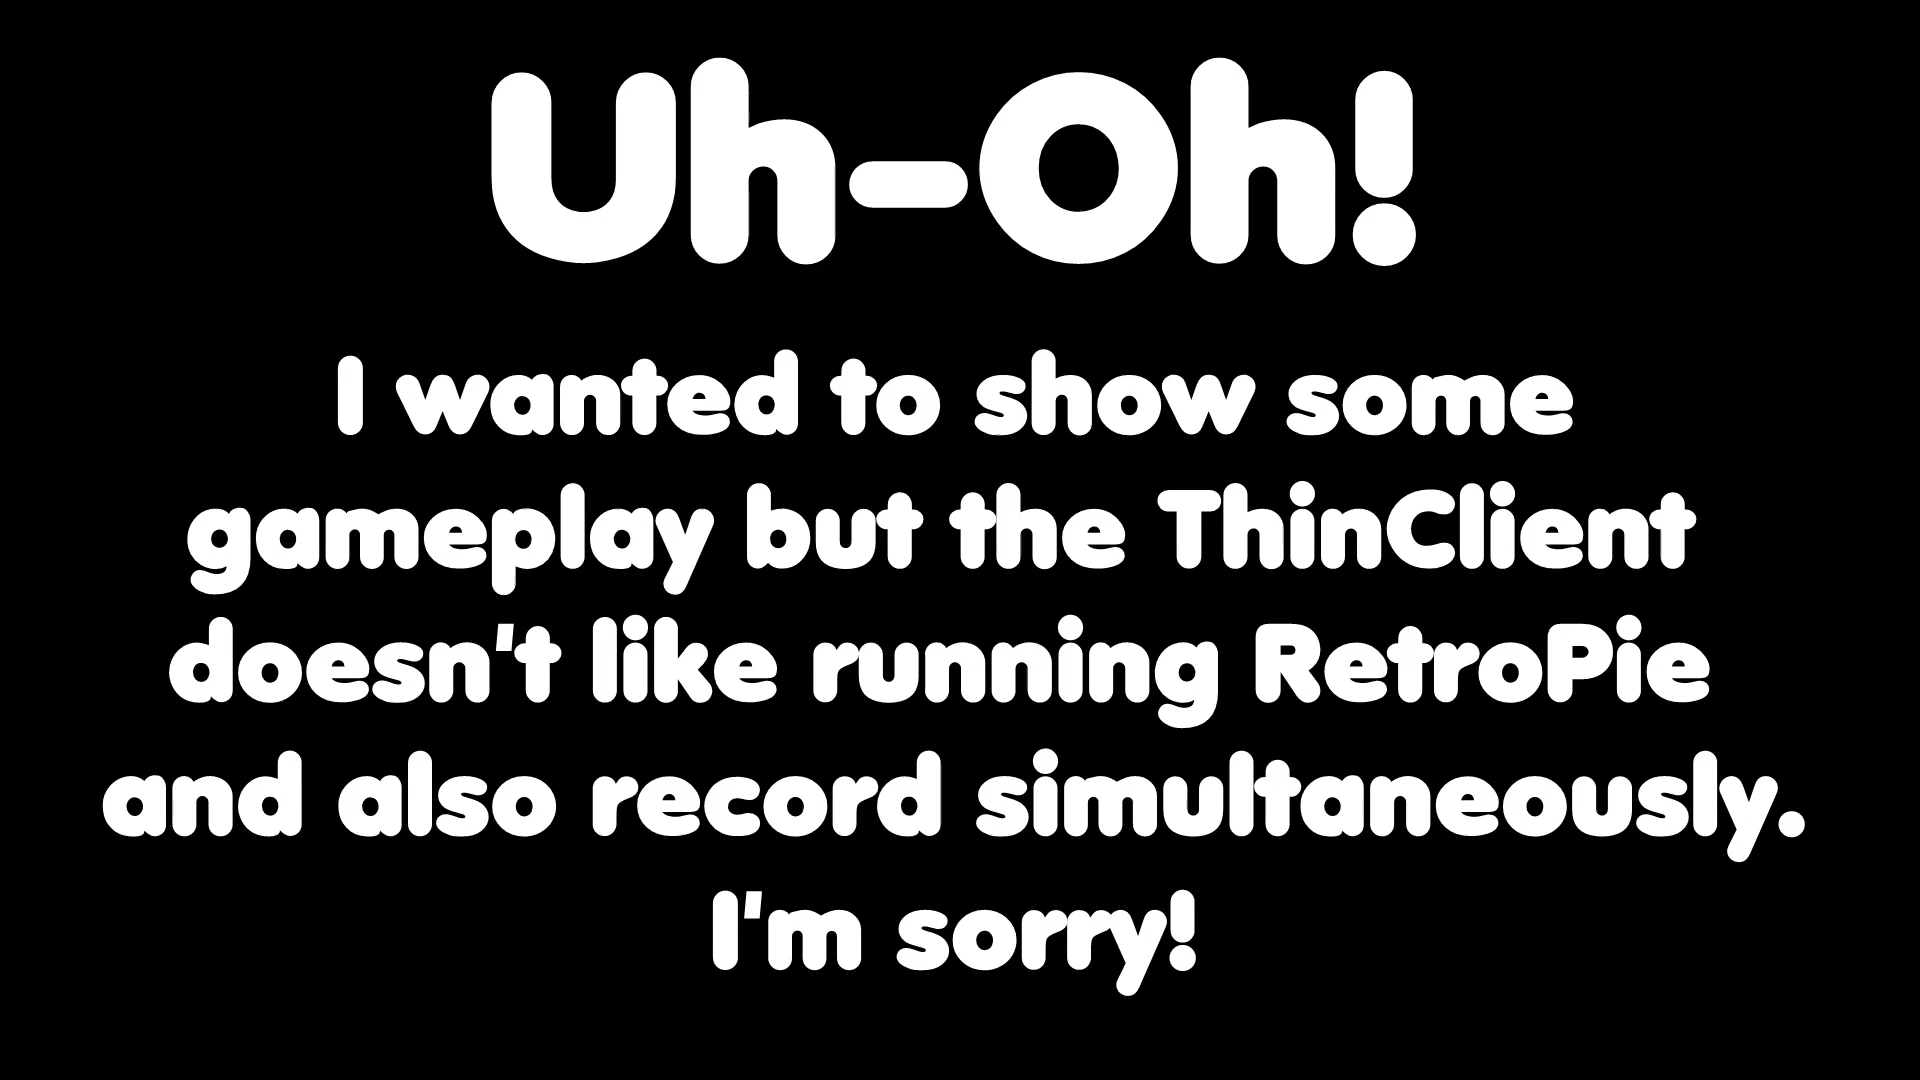 Uh-Oh!
I wanted to show some
gameplay but the ThinClient
doesn't like running RetroPie
and also record simultaneously.
I'm sorry!